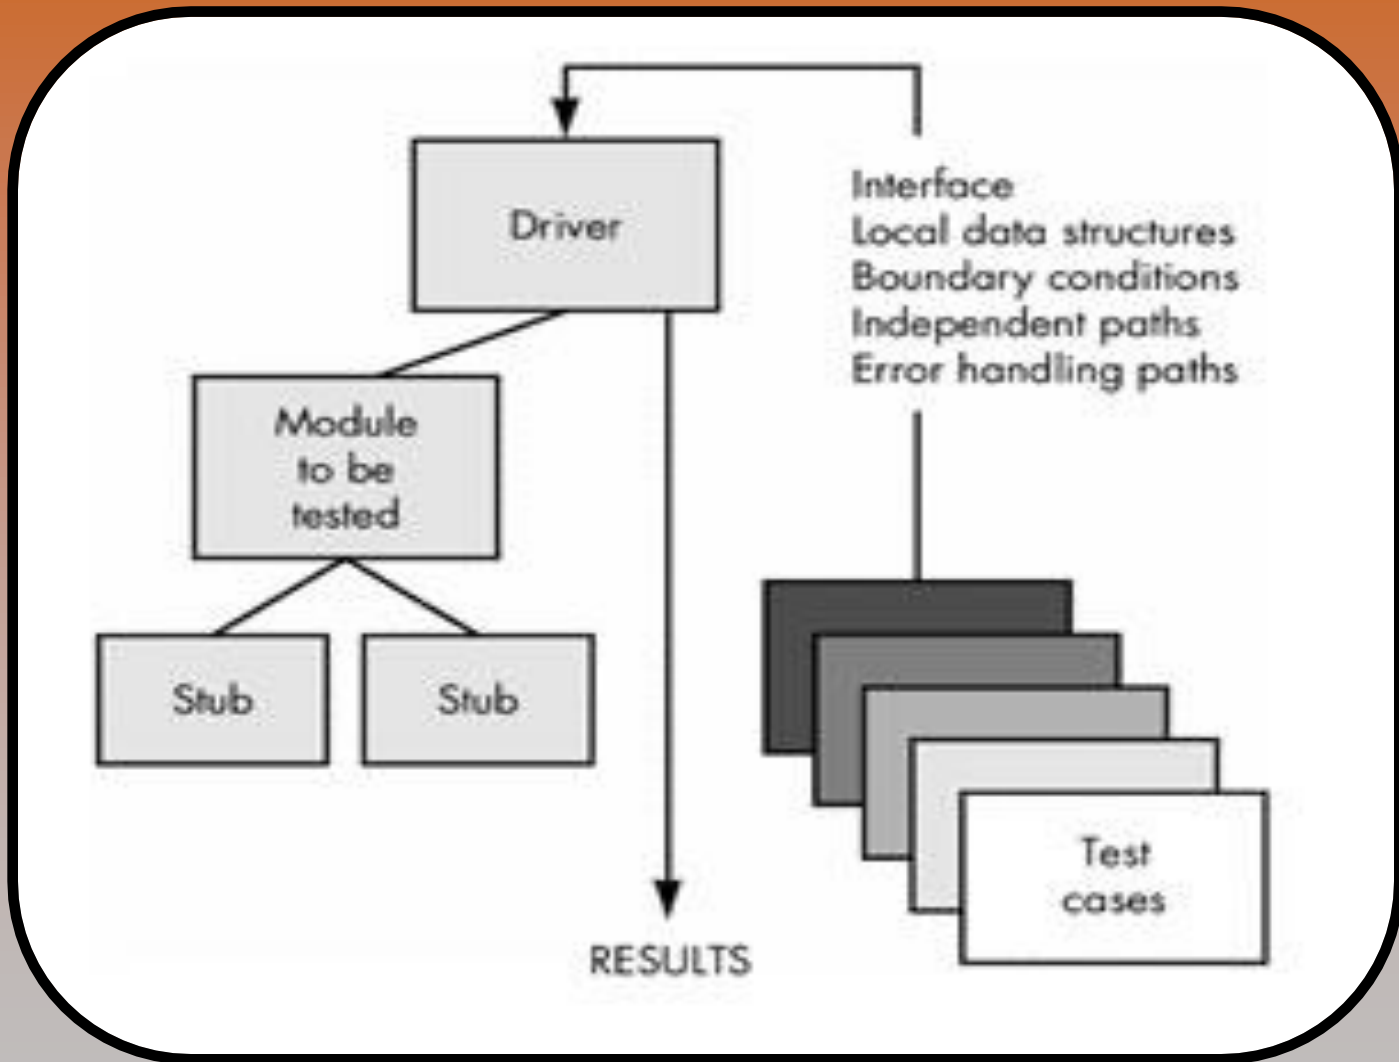 Driver
Interface
Local data structures
Boundary conditions
Independent paths
Error handling paths
Module
to be
tested
Stub
Stub
Test
cases
RESULTS